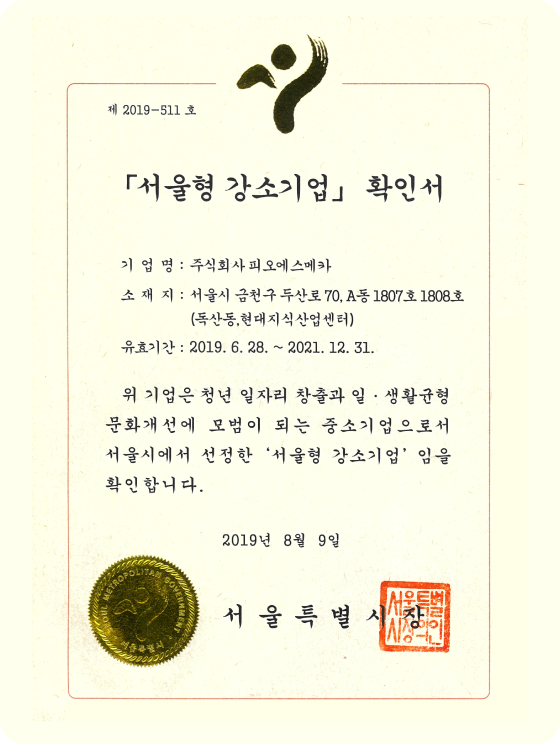 제 2019-511 호
「서울형 강소기업」 확인서
기 업 명 : 주식회사 피오에스메카
소 재 지 : 서울시 금천구 두산로 70, A동 1807호 1808호
(독산동,현대지식산업센터)
유효기간 : 2019. 6. 28. ~ 2021. 12. 31.
위 기업은 청년 일자리 창출과 일·생활균형
문화개선에 모범이 되는 중소기업으로서
서울시에서 선정한 ‘서울형 강소기업’ 임을
확인합니다.
2019년 8월 9일
SEOUL METROPOLITAN GOVERNMENT
서울특별시
서 울 특 별 시 장
서울특별
시장의인